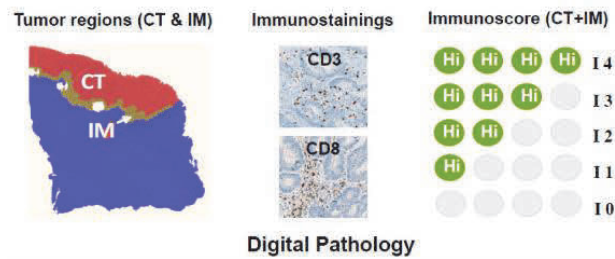 Tumor regions (CT & IM)
Immunostainings
Immunoscore (CT+IM)
CT
IM
CD3
CD8
Hi Hi Hi Hi I 4
Hi Hi Hi I 3
Hi Hi I 2
Hi I 1
I 0
Digital Pathology